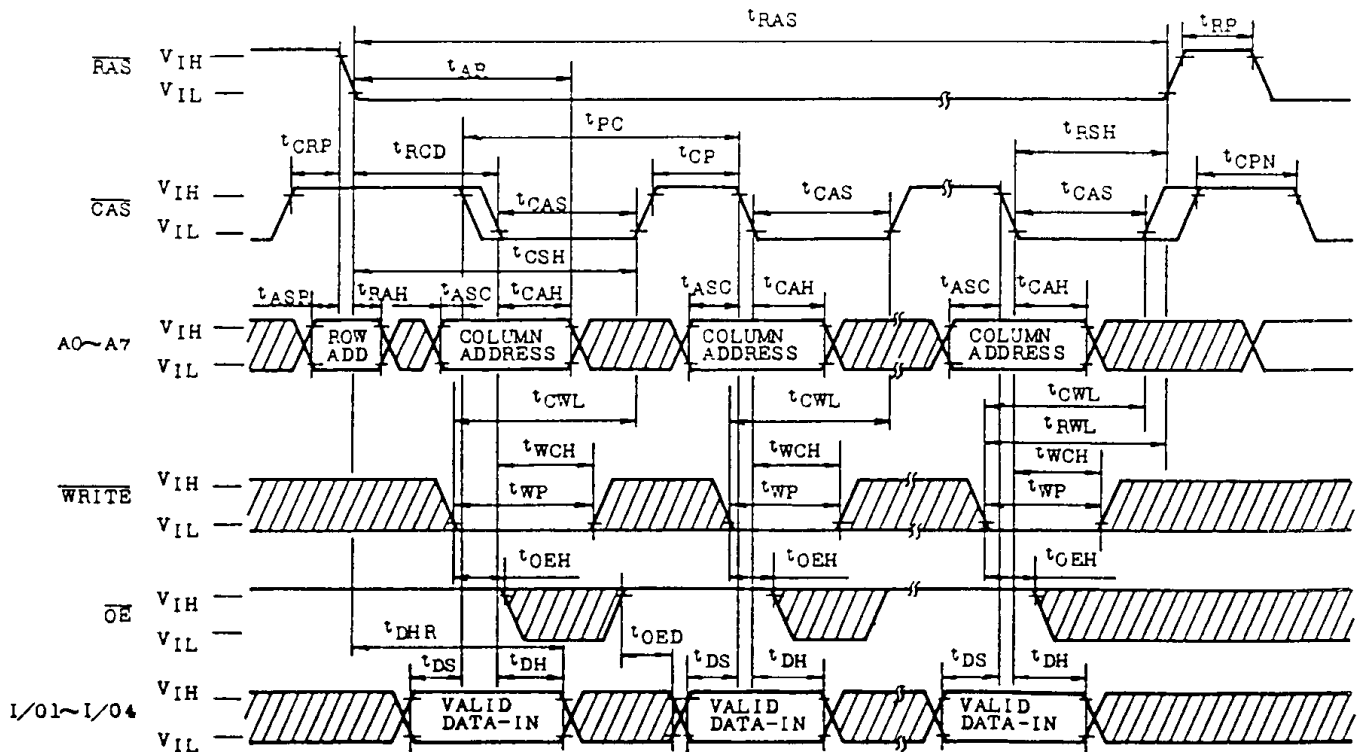 tRAS
tRP
RAS VIH
VIL
tAR
tPC
tRSH
tCRP tRCD tCP tCPN
CAS VIH
VIL
tCAS tCAS tCAS
tCSH
tASR tRAH tASC tCAH tASC tCAH tASC tCAH
A0~A7 VIH
VIL
ROW ADD
COLUMN ADDRESS
COLUMN ADDRESS
COLUMN ADDRESS
tCWL tCWL tCWL
tRWL
tWCH tWCH tWCH
WRITE VIH
VIL
tWP tWP tWP
tOEH tOEH tOEH
OE VIH
VIL
tDHR tOED
tDS tDH tDS tDH tDS tDH
I/O1~I/O4 VIH
VIL
VALID DATA-IN
VALID DATA-IN
VALID DATA-IN